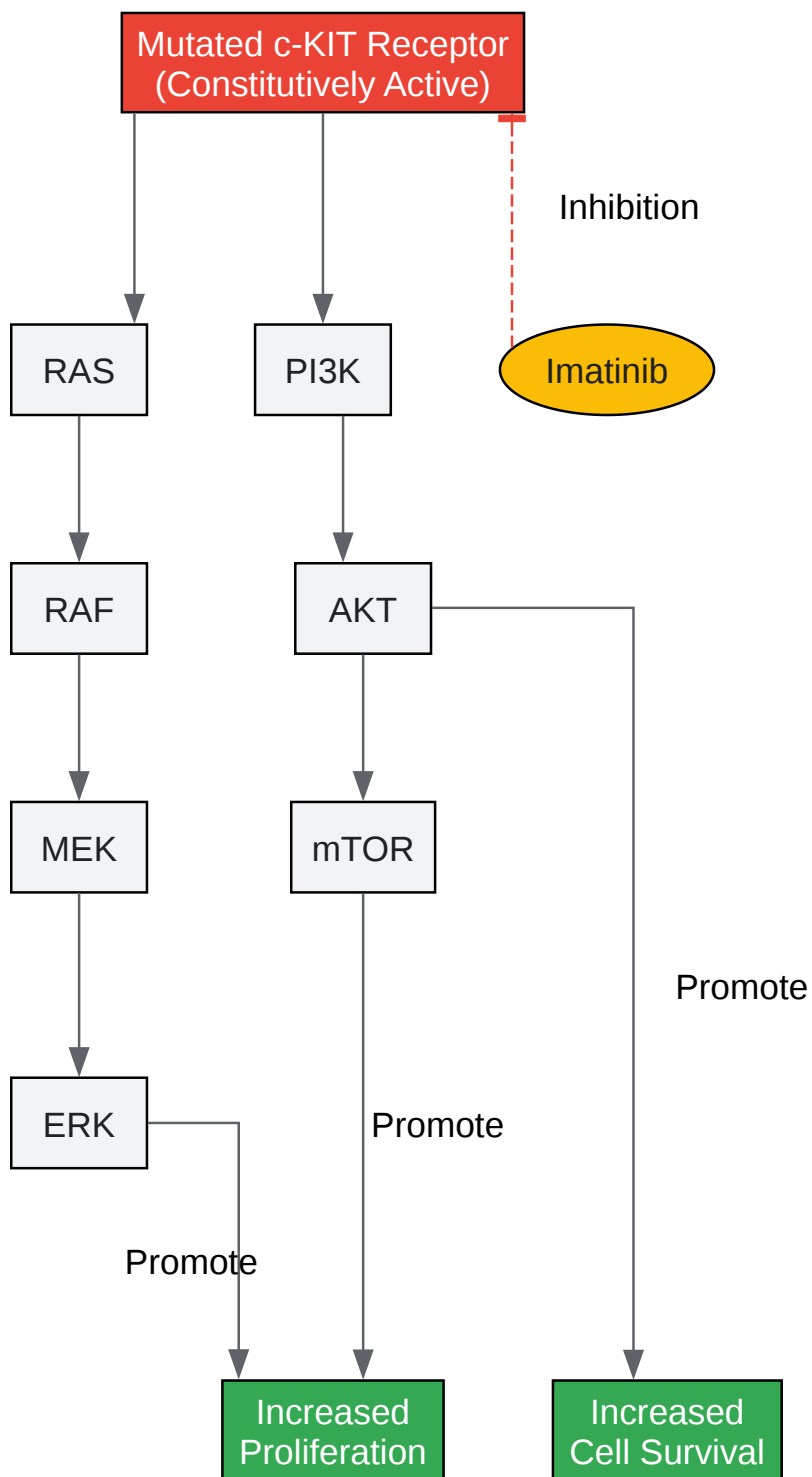 Mutated c-KIT Receptor
(Constitutively Active)
Inhibition
RAS
PI3K
Imatinib
RAF
AKT
MEK
mTOR
Promote
ERK
Promote
Promote
Increased
Proliferation
Increased
Cell Survival